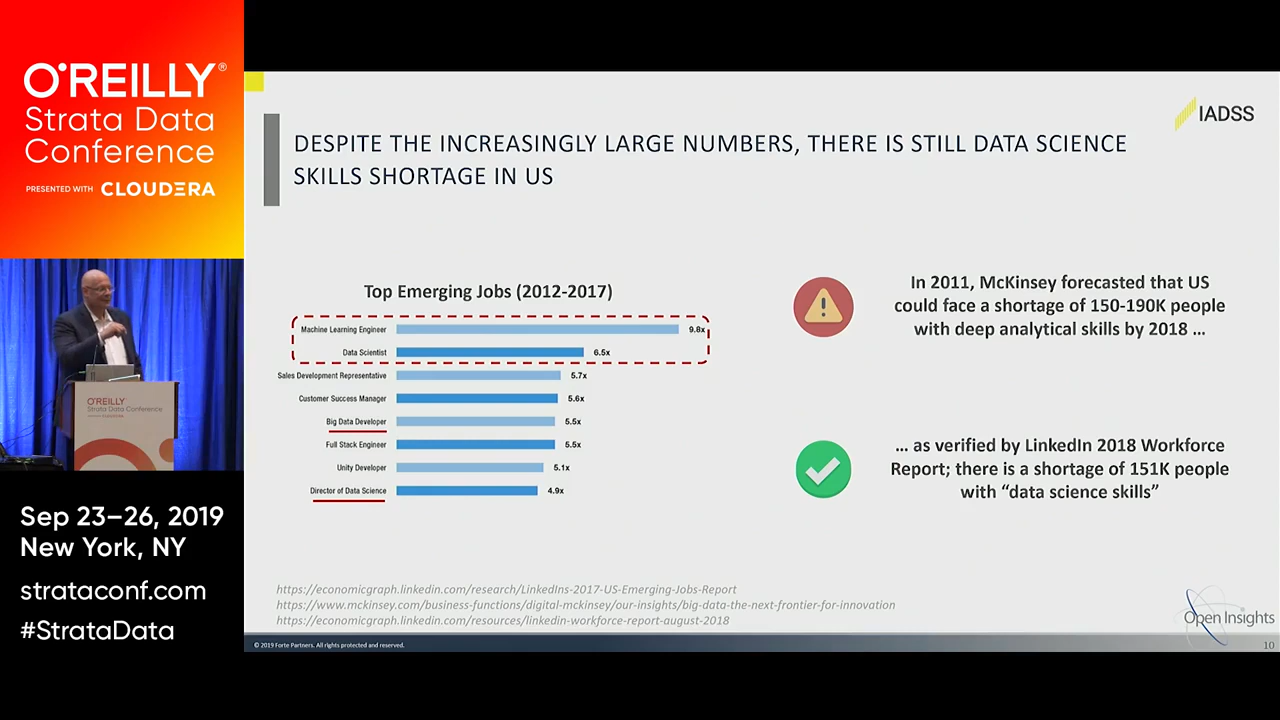 O'REILLY®
Strata Data
Conference
PRESENTED WITH CLOUDERA
O'REILLY
Strata Data Conference
Sep 23–26, 2019
New York, NY
strataconf.com
#StrataData
IADSS
DESPITE THE INCREASINGLY LARGE NUMBERS, THERE IS STILL DATA SCIENCE
SKILLS SHORTAGE IN US
Top Emerging Jobs (2012-2017)
Machine Learning Engineer 9.8x
Data Scientist 6.5x
Sales Development Representative 5.7x
Customer Success Manager 5.6x
Big Data Developer 5.5x
Full Stack Engineer 5.5x
Unity Developer 5.1x
Director of Data Science 4.9x
In 2011, McKinsey forecasted that US
could face a shortage of 150-190K people
with deep analytical skills by 2018 ...
... as verified by LinkedIn 2018 Workforce
Report; there is a shortage of 151K people
with “data science skills”
https://economicgraph.linkedin.com/research/LinkedIns-2017-US-Emerging-Jobs-Report
https://www.mckinsey.com/business-functions/digital-mckinsey/our-insights/big-data-the-next-frontier-for-innovation
https://economicgraph.linkedin.com/resources/linkedin-workforce-report-august-2018
Open Insights
© 2019 Forte Partners. All rights protected and reserved.
10